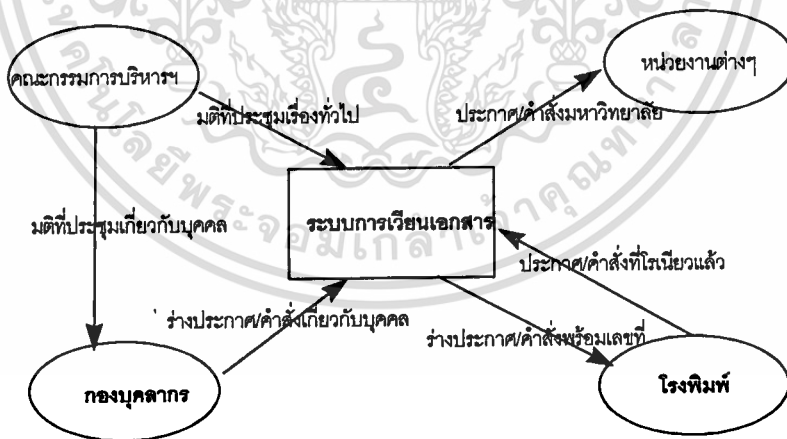 คณะกรรมการบริหารฯ
หน่วยงานต่างๆ
มติที่ประชุมเรื่องทั่วไป
ประกาศ/คำสั่งมหาวิทยาลัย
มติที่ประชุมเกี่ยวกับบุคคล
ระบบการเวียนเอกสาร
ประกาศ/คำสั่งที่โรเนียวแล้ว
ร่างประกาศ/คำสั่งเกี่ยวกับบุคคล
ร่างประกาศ/คำสั่งพร้อมเลขที่
กองบุคลากร
โรงพิมพ์